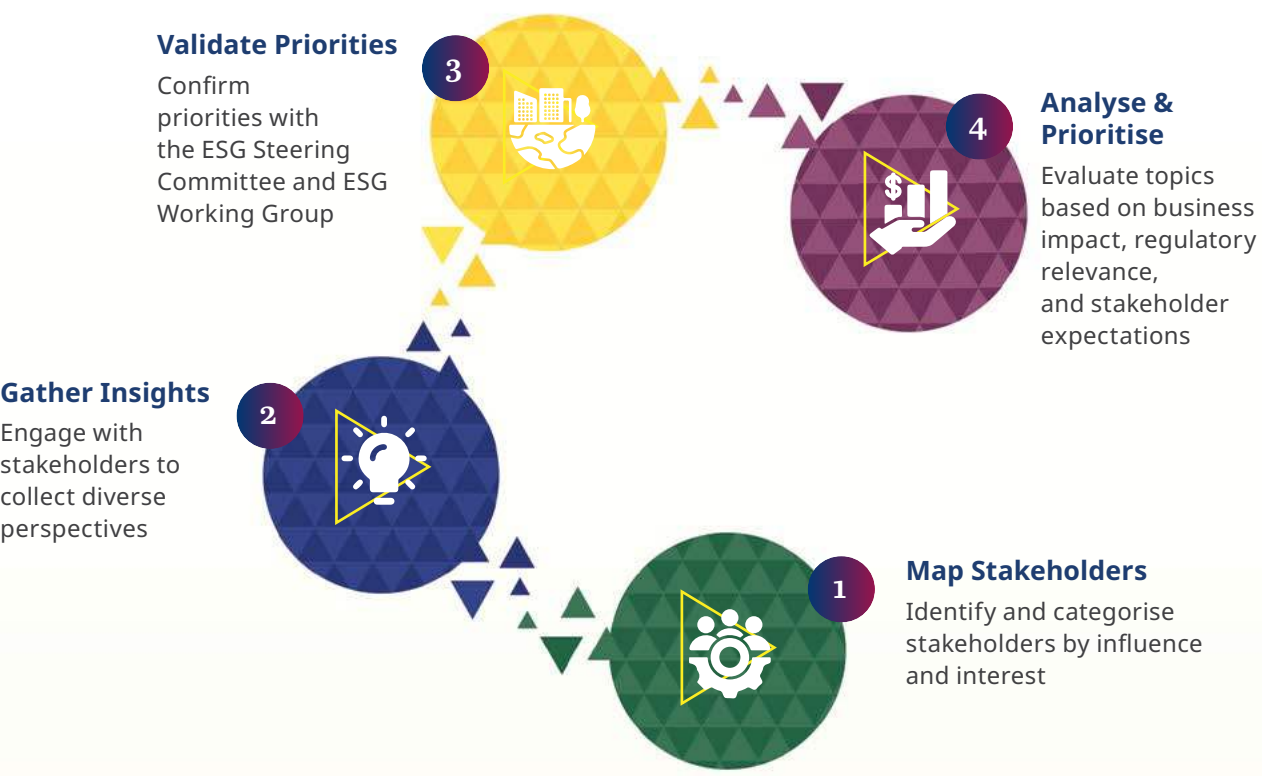 Validate Priorities
3
Confirm
priorities with
the ESG Steering
Committee and ESG
Working Group
4
Analyse &
Prioritise
Evaluate topics
based on business
impact, regulatory
relevance,
and stakeholder
expectations
$
Gather Insights
2
Engage with
stakeholders to
collect diverse
perspectives
1
Map Stakeholders
Identify and categorise
stakeholders by influence
and interest